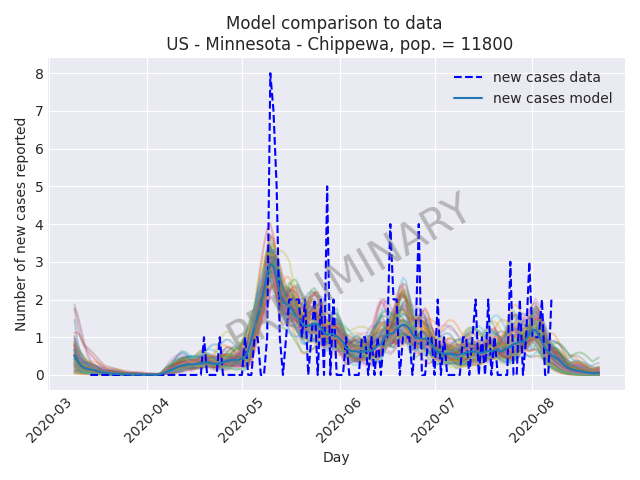 Model comparison to data
US - Minnesota - Chippewa, pop. = 11800
new cases data
new cases model
PRELIMINARY
Number of new cases reported
8
7
6
5
4
3
2
1
0
2020-03
2020-04
2020-05
2020-06
2020-07
2020-08
Day